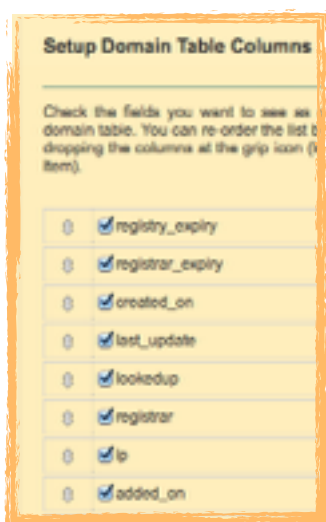 Setup Domain Table Columns
Check the fields you want to see as
domain table. You can re-order the list
dropping the columns at the grip icon
item).
registry_expiry
registrar_expiry
created_on
last_update
lookedup
registrar
ip
added_on